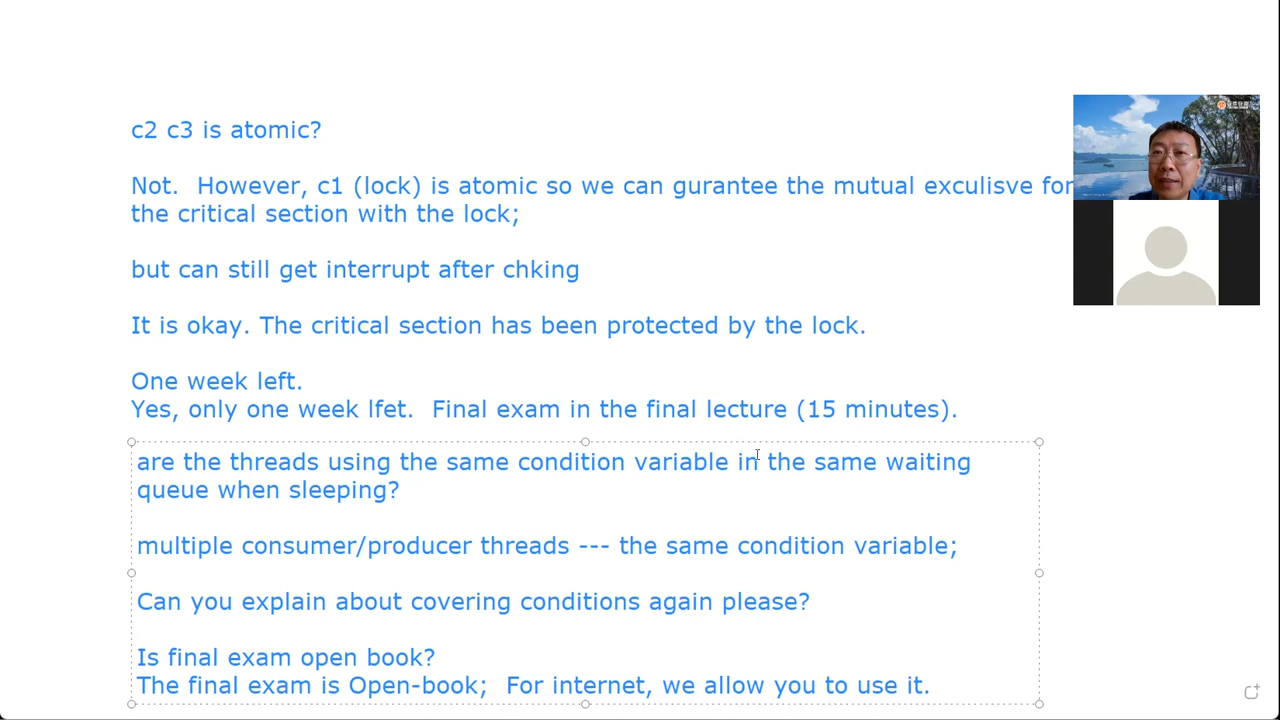 c2 c3 is atomic?
Not.  However, c1 (lock) is atomic so we can gurantee the mutual exculisve for
the critical section with the lock;
but can still get interrupt after chking
It is okay. The critical section has been protected by the lock.
One week left.
Yes, only one week lfet.  Final exam in the final lecture (15 minutes).
are the threads using the same condition variable in the same waiting
queue when sleeping?
multiple consumer/producer threads --- the same condition variable;
Can you explain about covering conditions again please?
Is final exam open book?
The final exam is Open-book;  For internet, we allow you to use it.